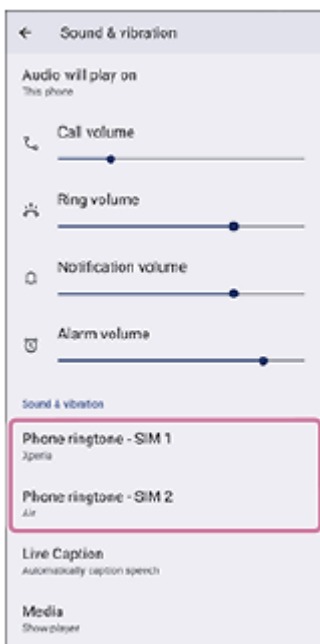 Sound & vibration
Audio will play on
This phone
Call volume
Ring volume
Notification volume
Alarm volume
Sound & vibration
Phone ringtone - SIM 1
Xperia
Phone ringtone - SIM 2
Air
Live Caption
Automatically caption speech
Media
Show player